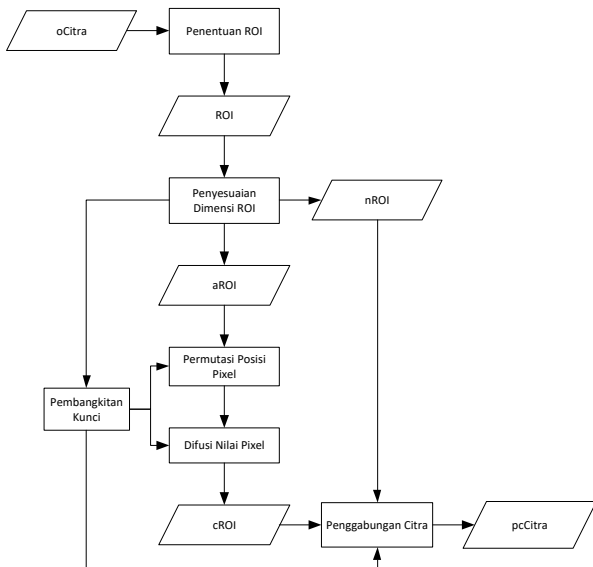 oCitra
Penentuan ROI
ROI
Penyesuaian
Dimensi ROI
nROI
aROI
Permutasi Posisi
Pixel
Pembangkitan
Kunci
Difusi Nilai Pixel
cROI
Penggabungan Citra
pcCitra